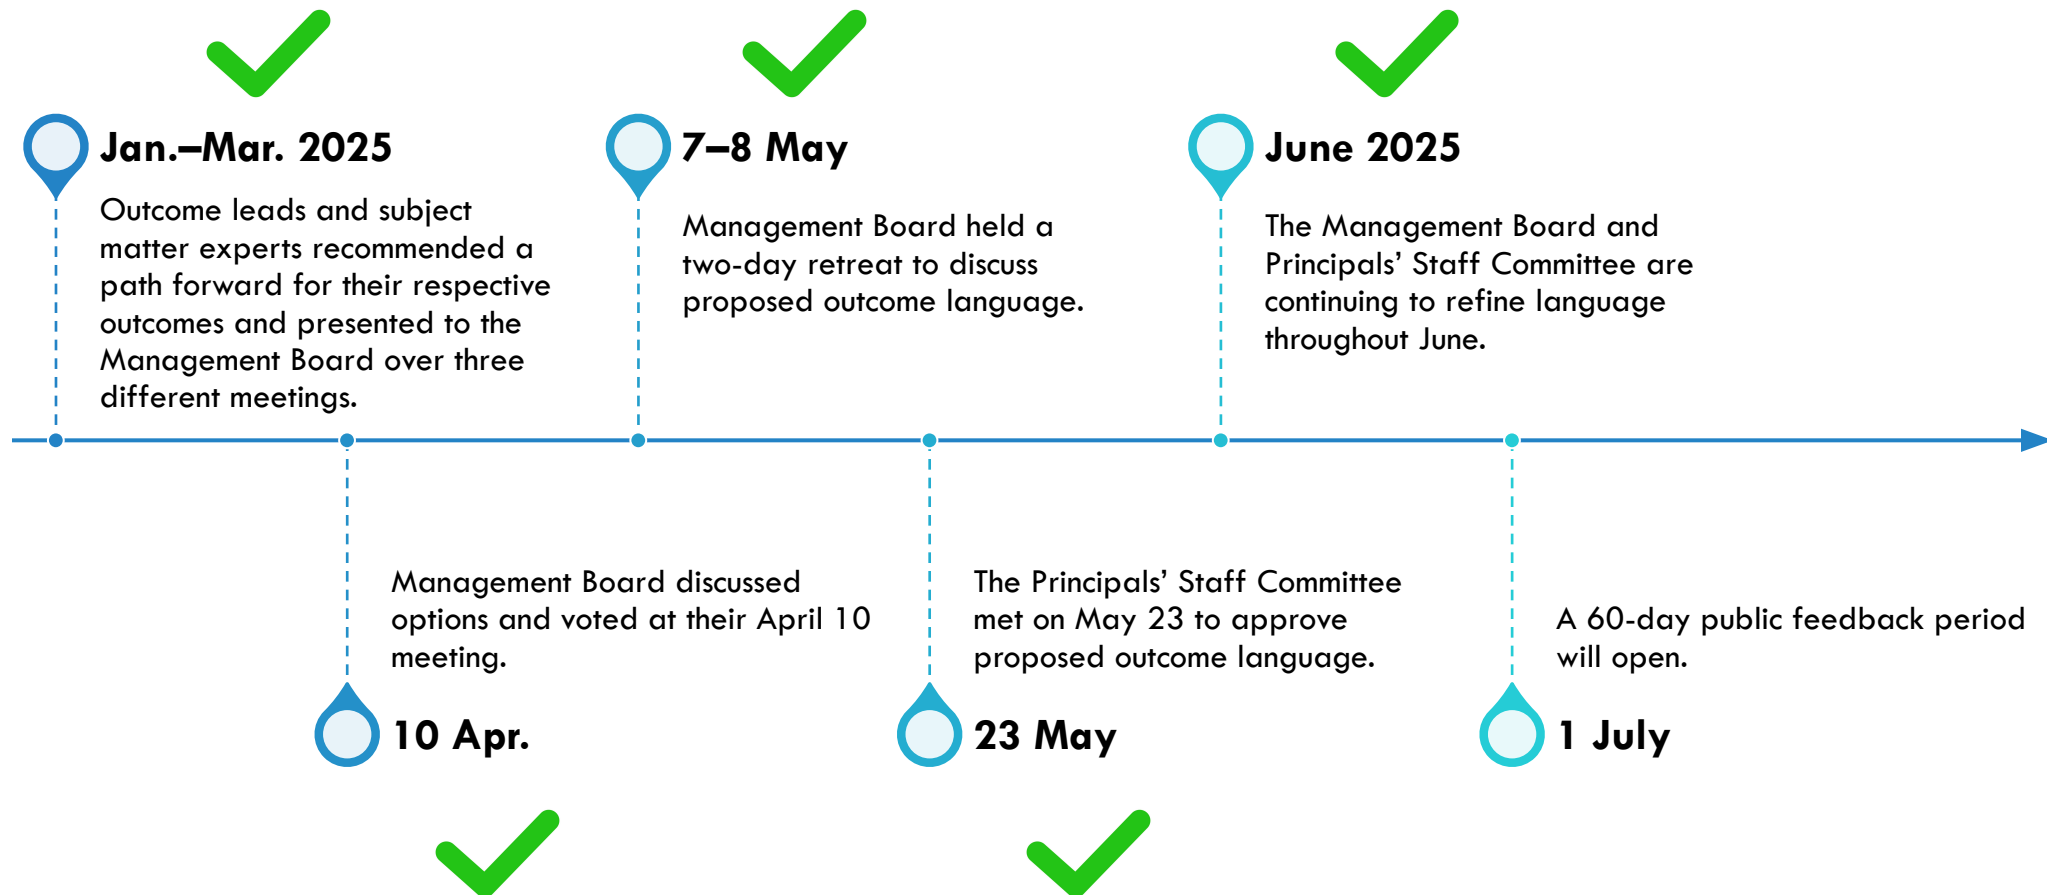 Jan.–Mar. 2025
Outcome leads and subject
matter experts recommended a
path forward for their respective
outcomes and presented to the
Management Board over three
different meetings.
7–8 May
Management Board held a
two-day retreat to discuss
proposed outcome language.
June 2025
The Management Board and
Principals’ Staff Committee are
continuing to refine language
throughout June.
Management Board discussed
options and voted at their April 10
meeting.
10 Apr.
The Principals’ Staff Committee
met on May 23 to approve
proposed outcome language.
23 May
A 60-day public feedback period
will open.
1 July